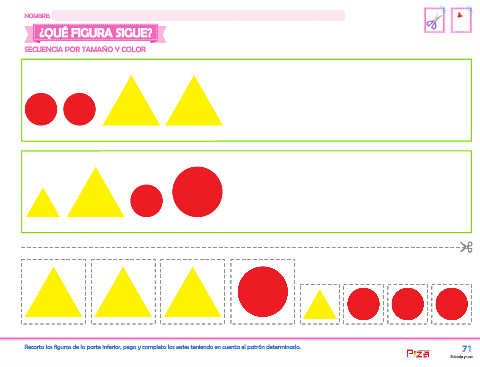 NOMBRE
¿QUÉ FIGURA SIGUE?
SECUENCIA POR TAMAÑO Y COLOR
Recorta las figuras de la parte inferior, pega y completa las series teniendo en cuenta el patrón determinado.
71